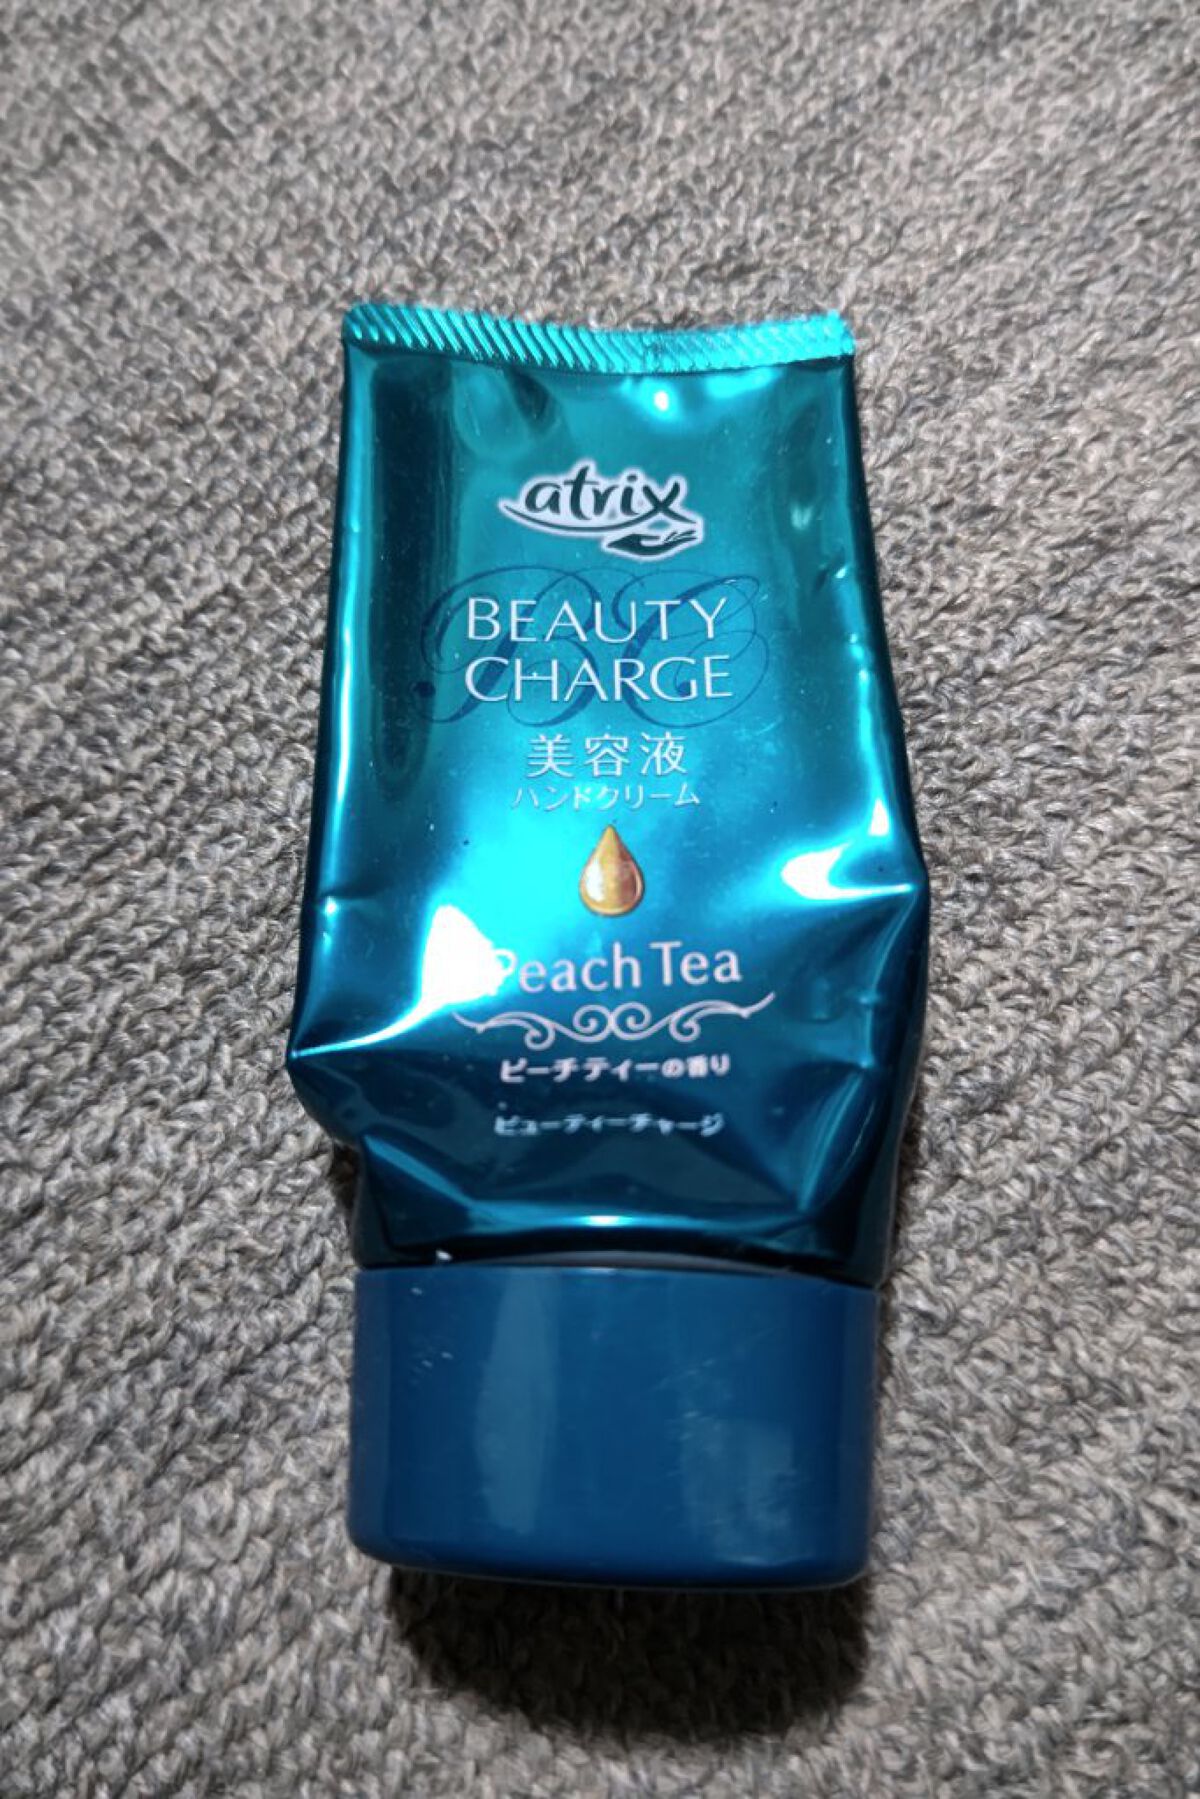 atrix
BEAUTY
CHARGE
美容液
ハンドクリーム
Peach Tea
ピーチティーの香り
ビューティーチャージ